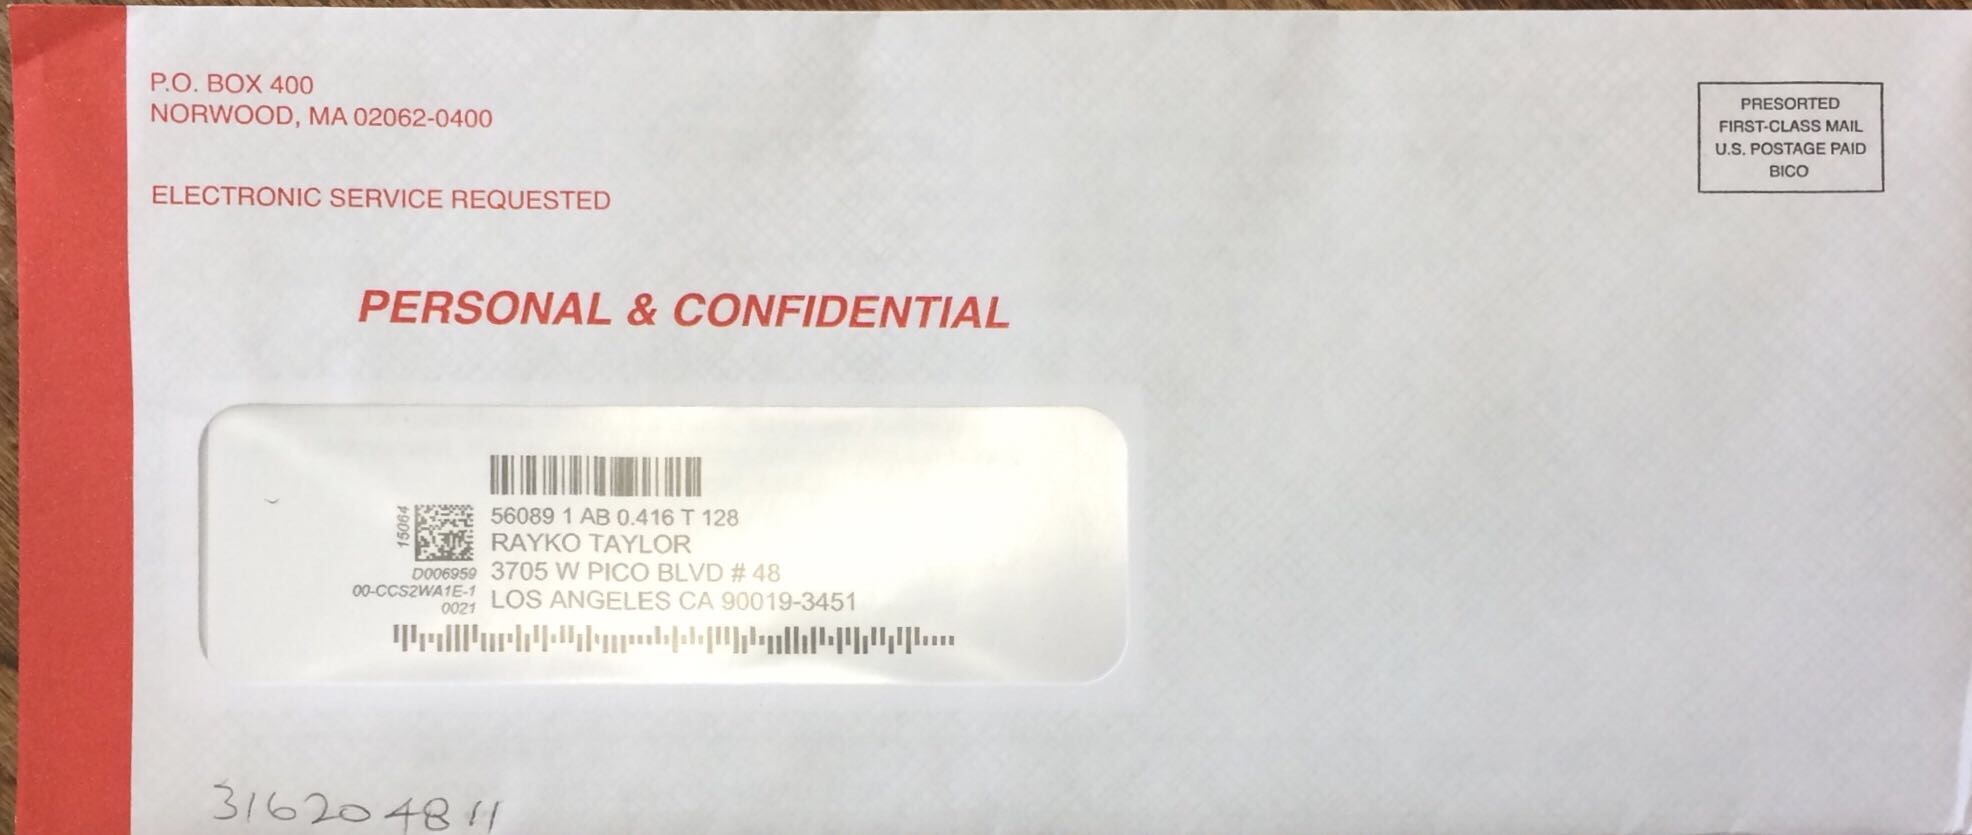 P.O. BOX 400
NORWOOD, MA 02062-0400
ELECTRONIC SERVICE REQUESTED
PRESORTED
FIRST-CLASS MAIL
U.S. POSTAGE PAID
BICO
PERSONAL & CONFIDENTIAL
15064
56089 1 AB 0.416 T 128
RAYKO TAYLOR
D006959 3705 W PICO BLVD # 48
00-CCS2WA1E-1
0021 LOS ANGELES CA 90019-3451
316204811